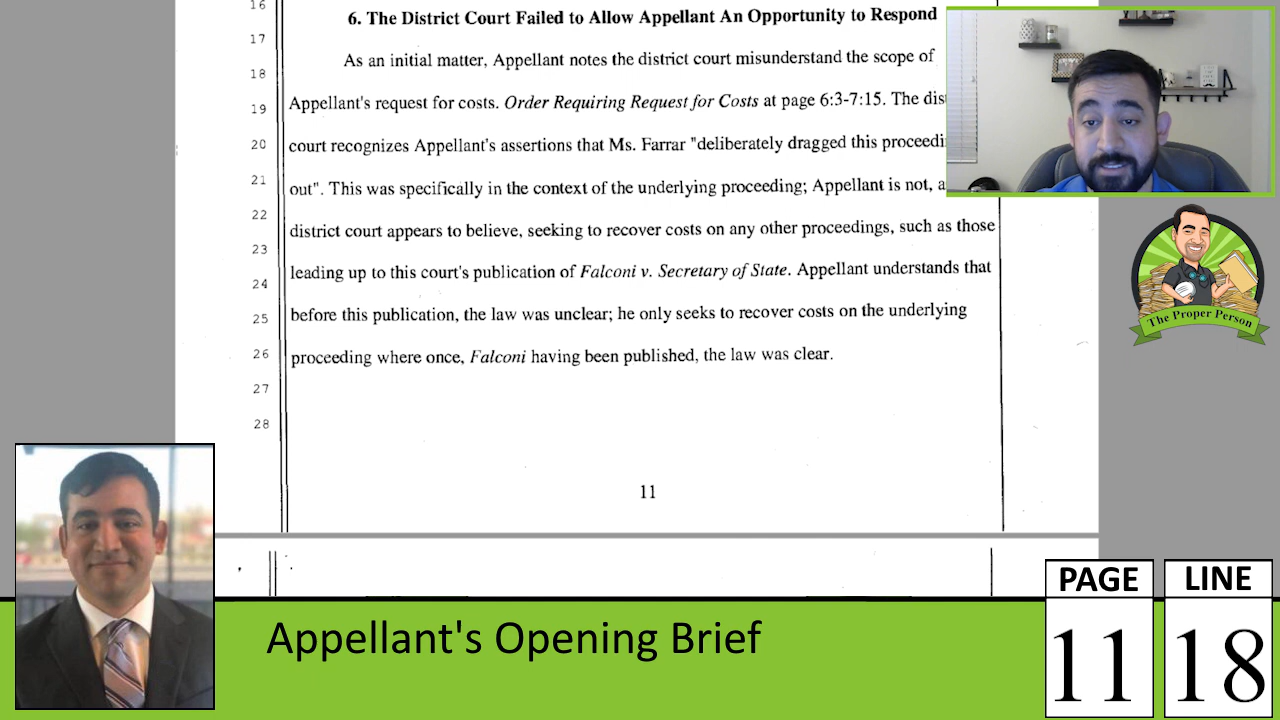 16
6. The District Court Failed to Allow Appellant An Opportunity to Respond
17
As an initial matter, Appellant notes the district court misunderstand the scope of
18
Appellant's request for costs. Order Requiring Request for Costs at page 6:3-7:15. The
19
court recognizes Appellant's assertions that Ms. Farrar "deliberately dragged this
20
out". This was specifically in the context of the underlying proceeding; Appellant is not,
21
district court appears to believe, seeking to recover costs on any other proceedings, such as those
22
leading up to this court's publication of Falconi v. Secretary of State. Appellant understands that
23
before this publication, the law was unclear; he only seeks to recover costs on the underlying
24
proceeding where once, Falconi having been published, the law was clear.
25
26
27
28
11
The Proper Person
Appellant's Opening Brief
PAGE
11
LINE
18